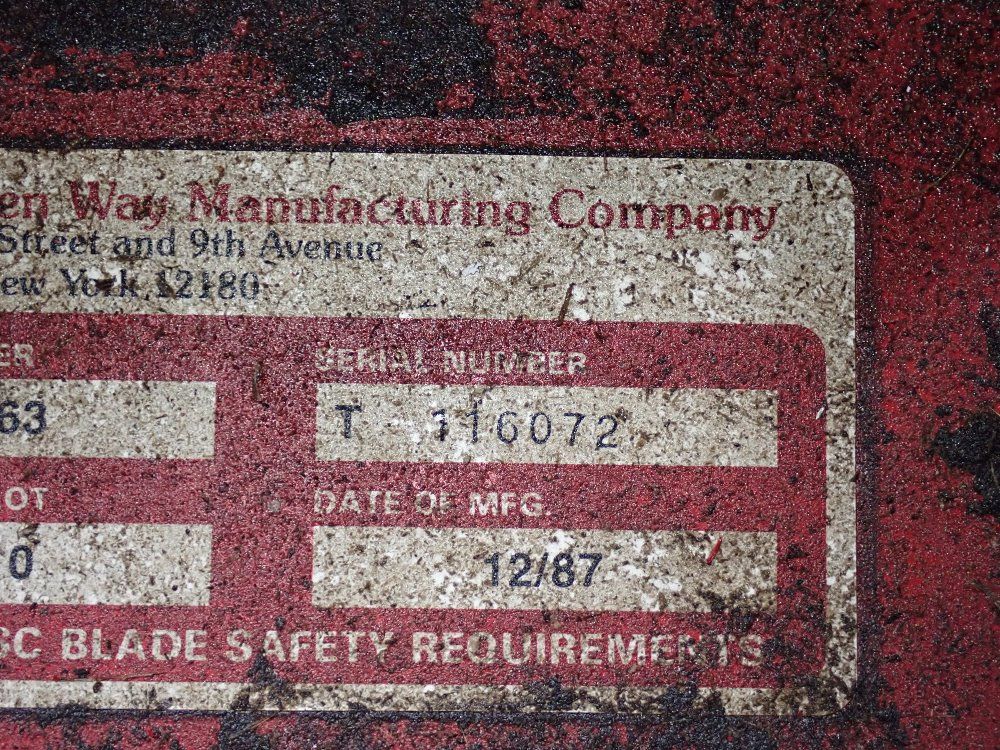 en Way Manufacturing Company
Street and 9th Avenue
ew York 12180
ER SERIAL NUMBER
63 T 116072
OT DATE OF MFG.
0 12/87
SC BLADE SAFETY REQUIREMENTS